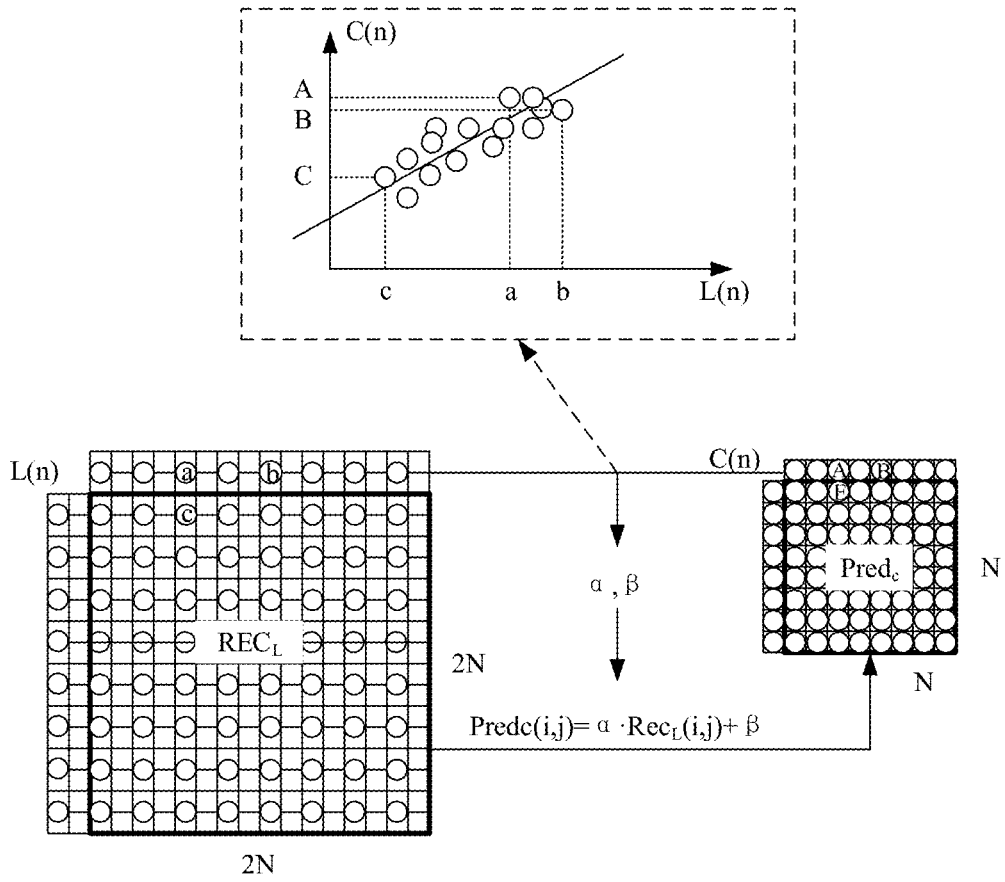 C(n)
A
B
C
c
a
b
L(n)
L(n)
a
b
c
REC_L
2N
2N
C(n)
A
B
E
Pred_c
N
N
α , β
Predc(i,j)= α ·Rec_L(i,j)+ β